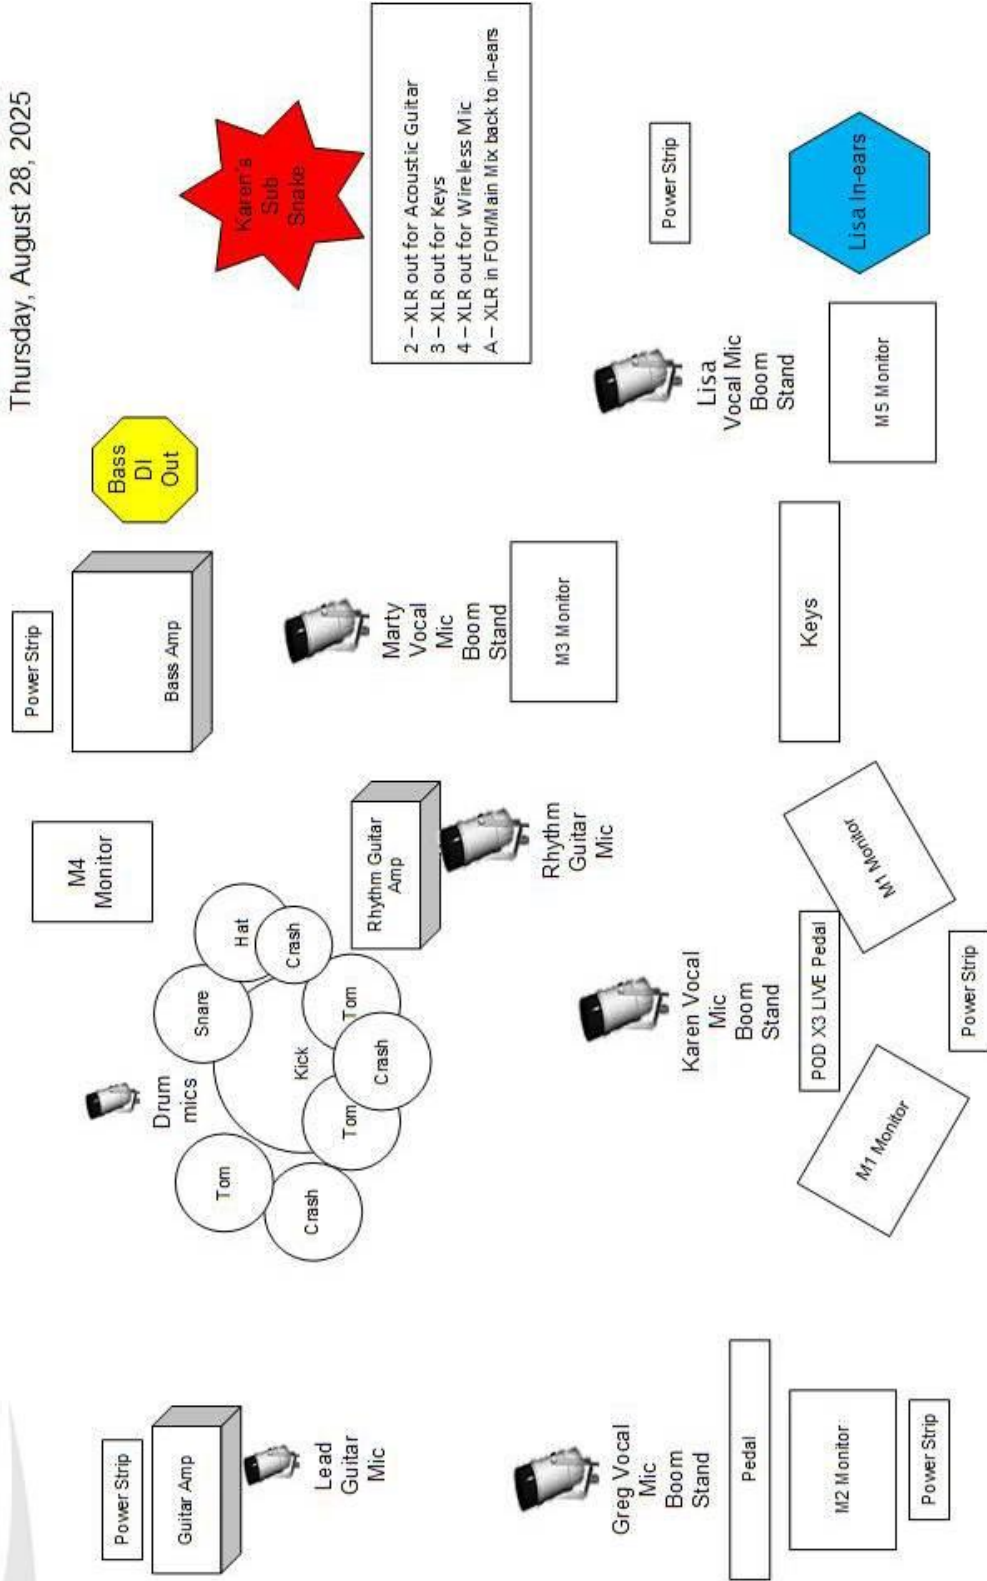 Thursday, August 28, 2025
Power Strip
Guitar Amp
Lead
Guitar
Mic
Drum
mics
Tom
Crash
Snare
Hat
Crash
Kick
Tom
Tom
Crash
M4
Monitor
Rhythm Guitar
Amp
Rhythm
Guitar
Mic
Power Strip
Bass Amp
Bass
DI
Out
Marty
Vocal
Mic
Boom
Stand
M3 Monitor
Karen's
Sub
Snake
2 – XLR out for Acoustic Guitar
3 – XLR out for Keys
4 – XLR out for Wireless Mic
A – XLR in FOH/Main Mix back to in-ears
Greg Vocal
Mic
Boom
Stand
Pedal
M2 Monitor
Power Strip
Karen Vocal
Mic
Boom
Stand
POD X3 LIVE Pedal
M1 Monitor
M1 Monitor
Power Strip
Keys
Lisa
Vocal Mic
Boom
Stand
M5 Monitor
Power Strip
Lisa In-ears